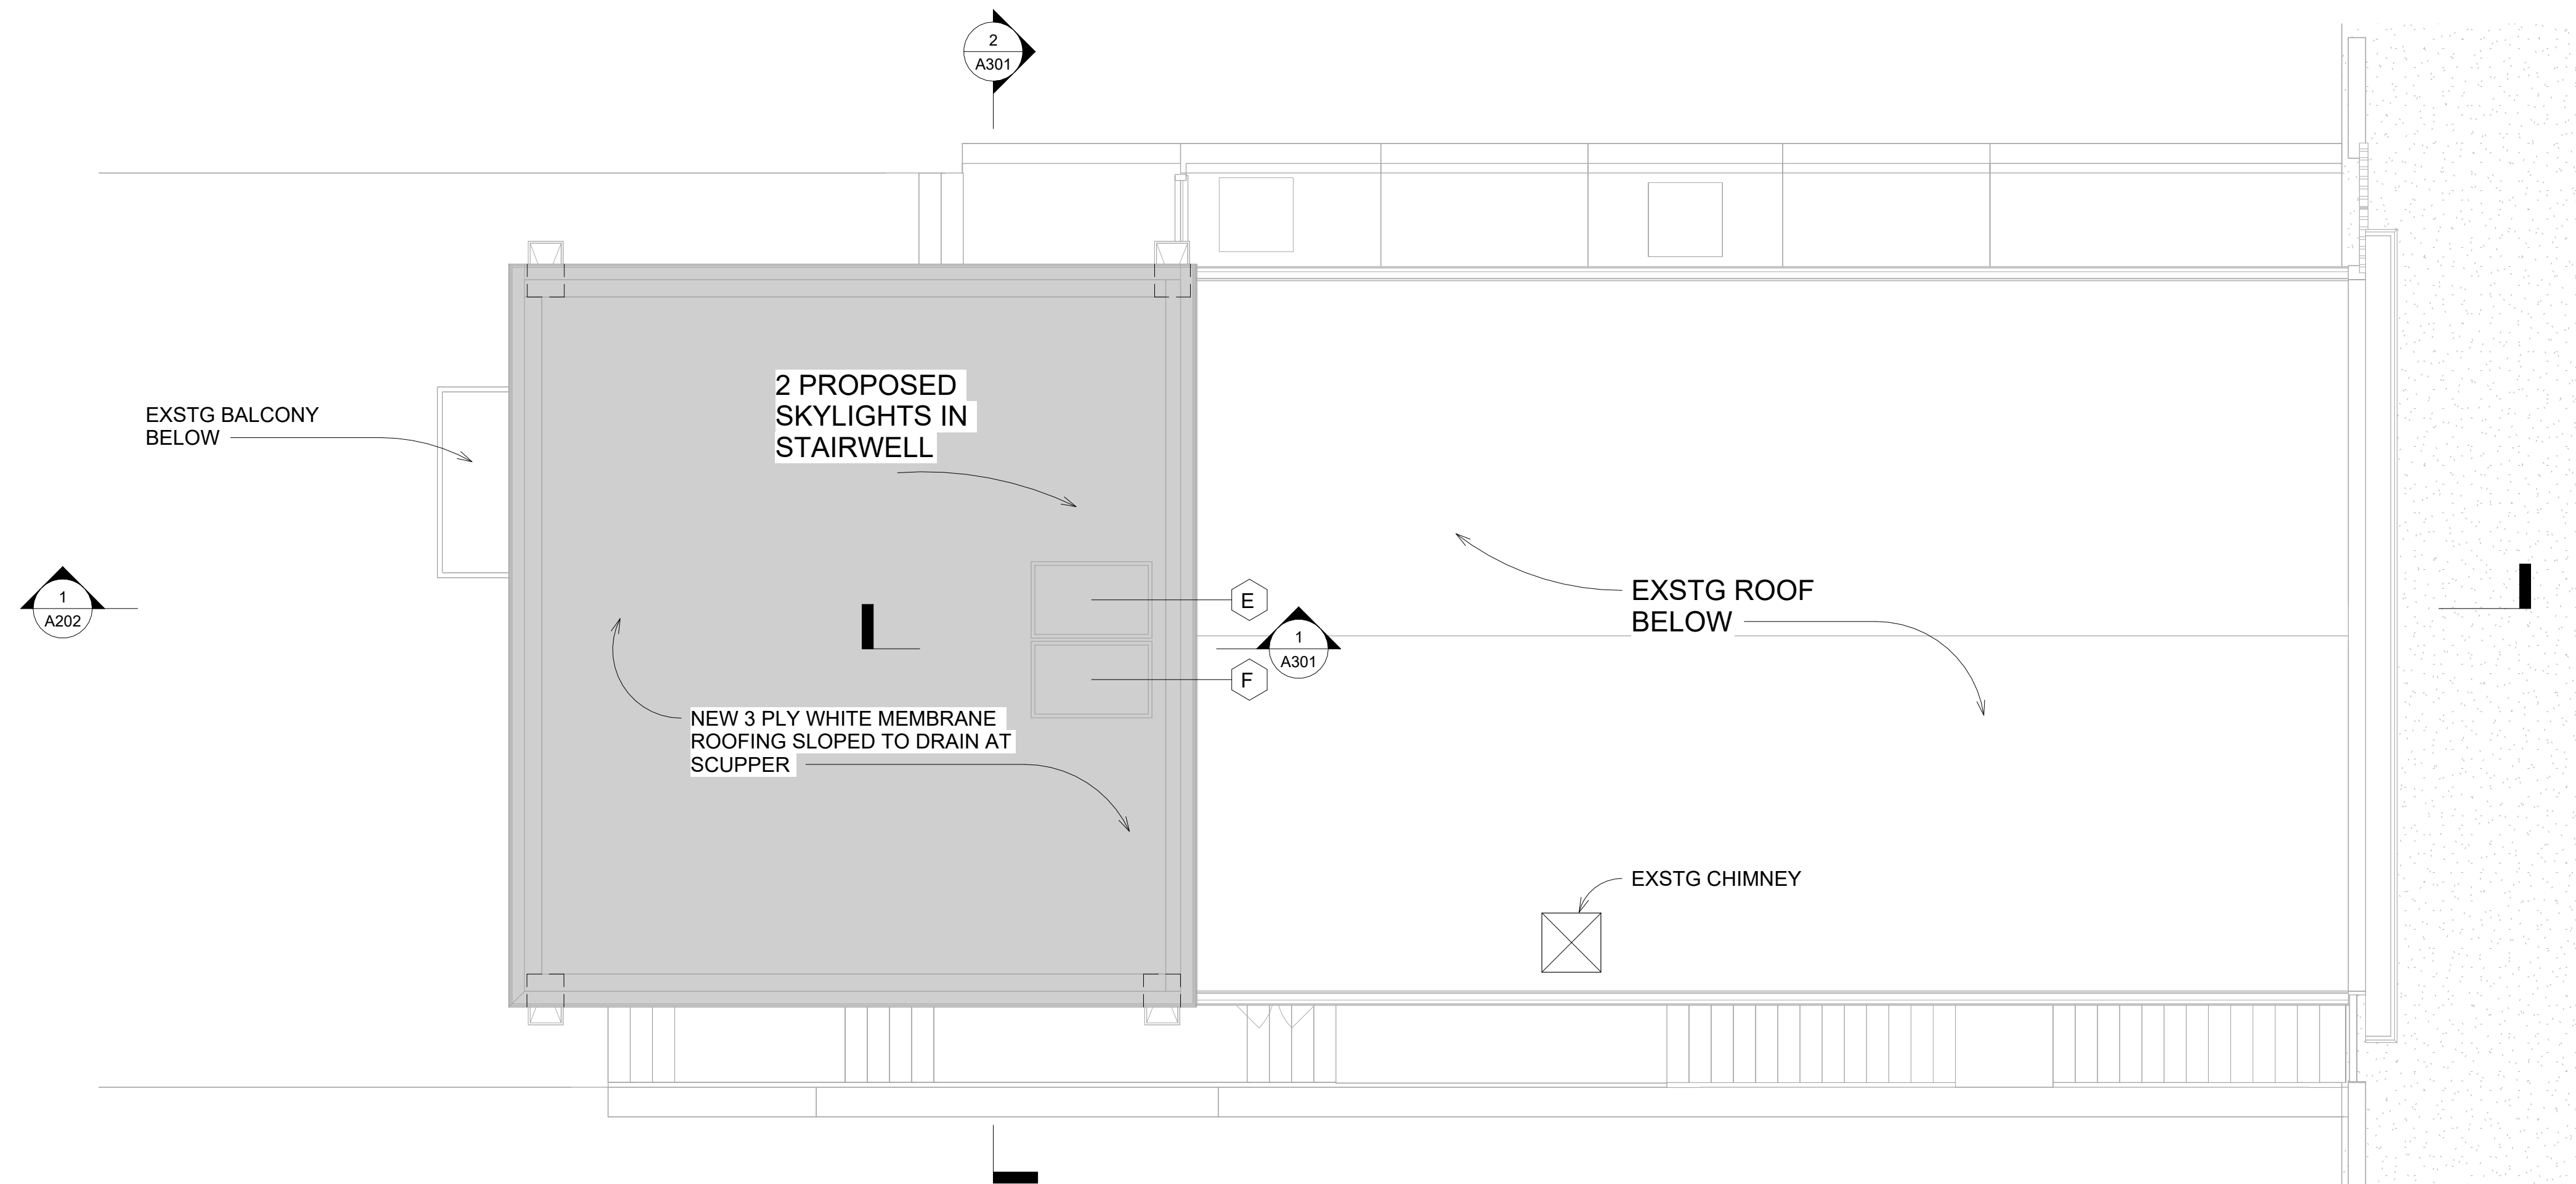 2
A301
2 PROPOSED
SKYLIGHTS IN
STAIRWELL
EXSTG BALCONY
BELOW
1
A202
E
1
A301
F
EXSTG ROOF
BELOW
NEW 3 PLY WHITE MEMBRANE
ROOFING SLOPED TO DRAIN AT
SCUPPER
EXSTG CHIMNEY